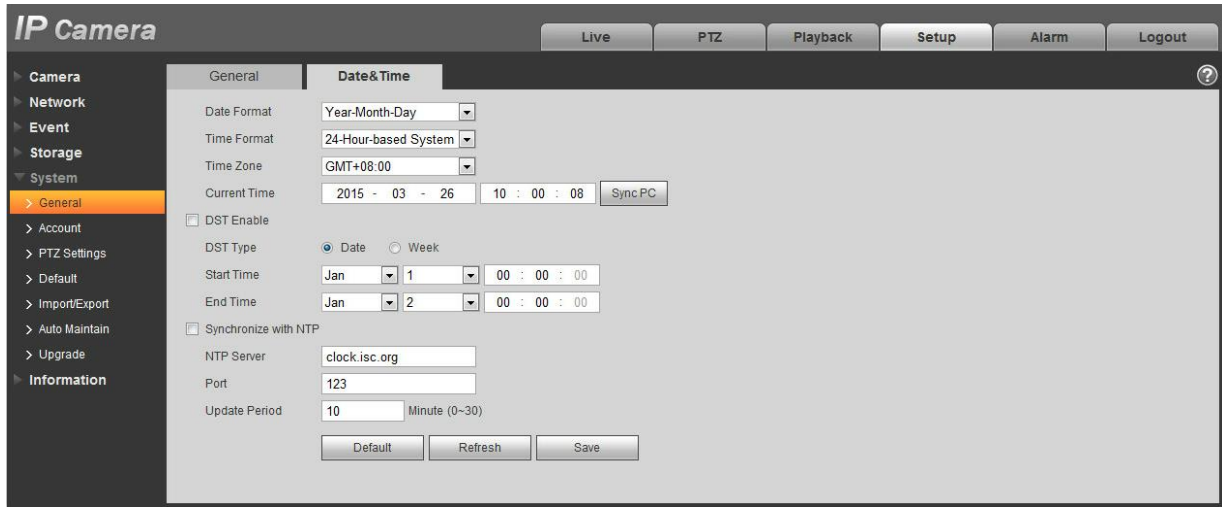 IP Camera
Live PTZ Playback Setup Alarm Logout
Camera
Network
Event
Storage
System
General
Account
PTZ Settings
Default
Import/Export
Auto Maintain
Upgrade
Information
General Date&Time
?
Date Format Year-Month-Day
Time Format 24-Hour-based System
Time Zone GMT+08:00
Current Time 2015 - 03 - 26 10 : 00 : 08 Sync PC
DST Enable
DST Type Date Week
Start Time Jan 1 00 : 00 : 00
End Time Jan 2 00 : 00 : 00
Synchronize with NTP
NTP Server clock.isc.org
Port 123
Update Period 10 Minute (0~30)
Default Refresh Save